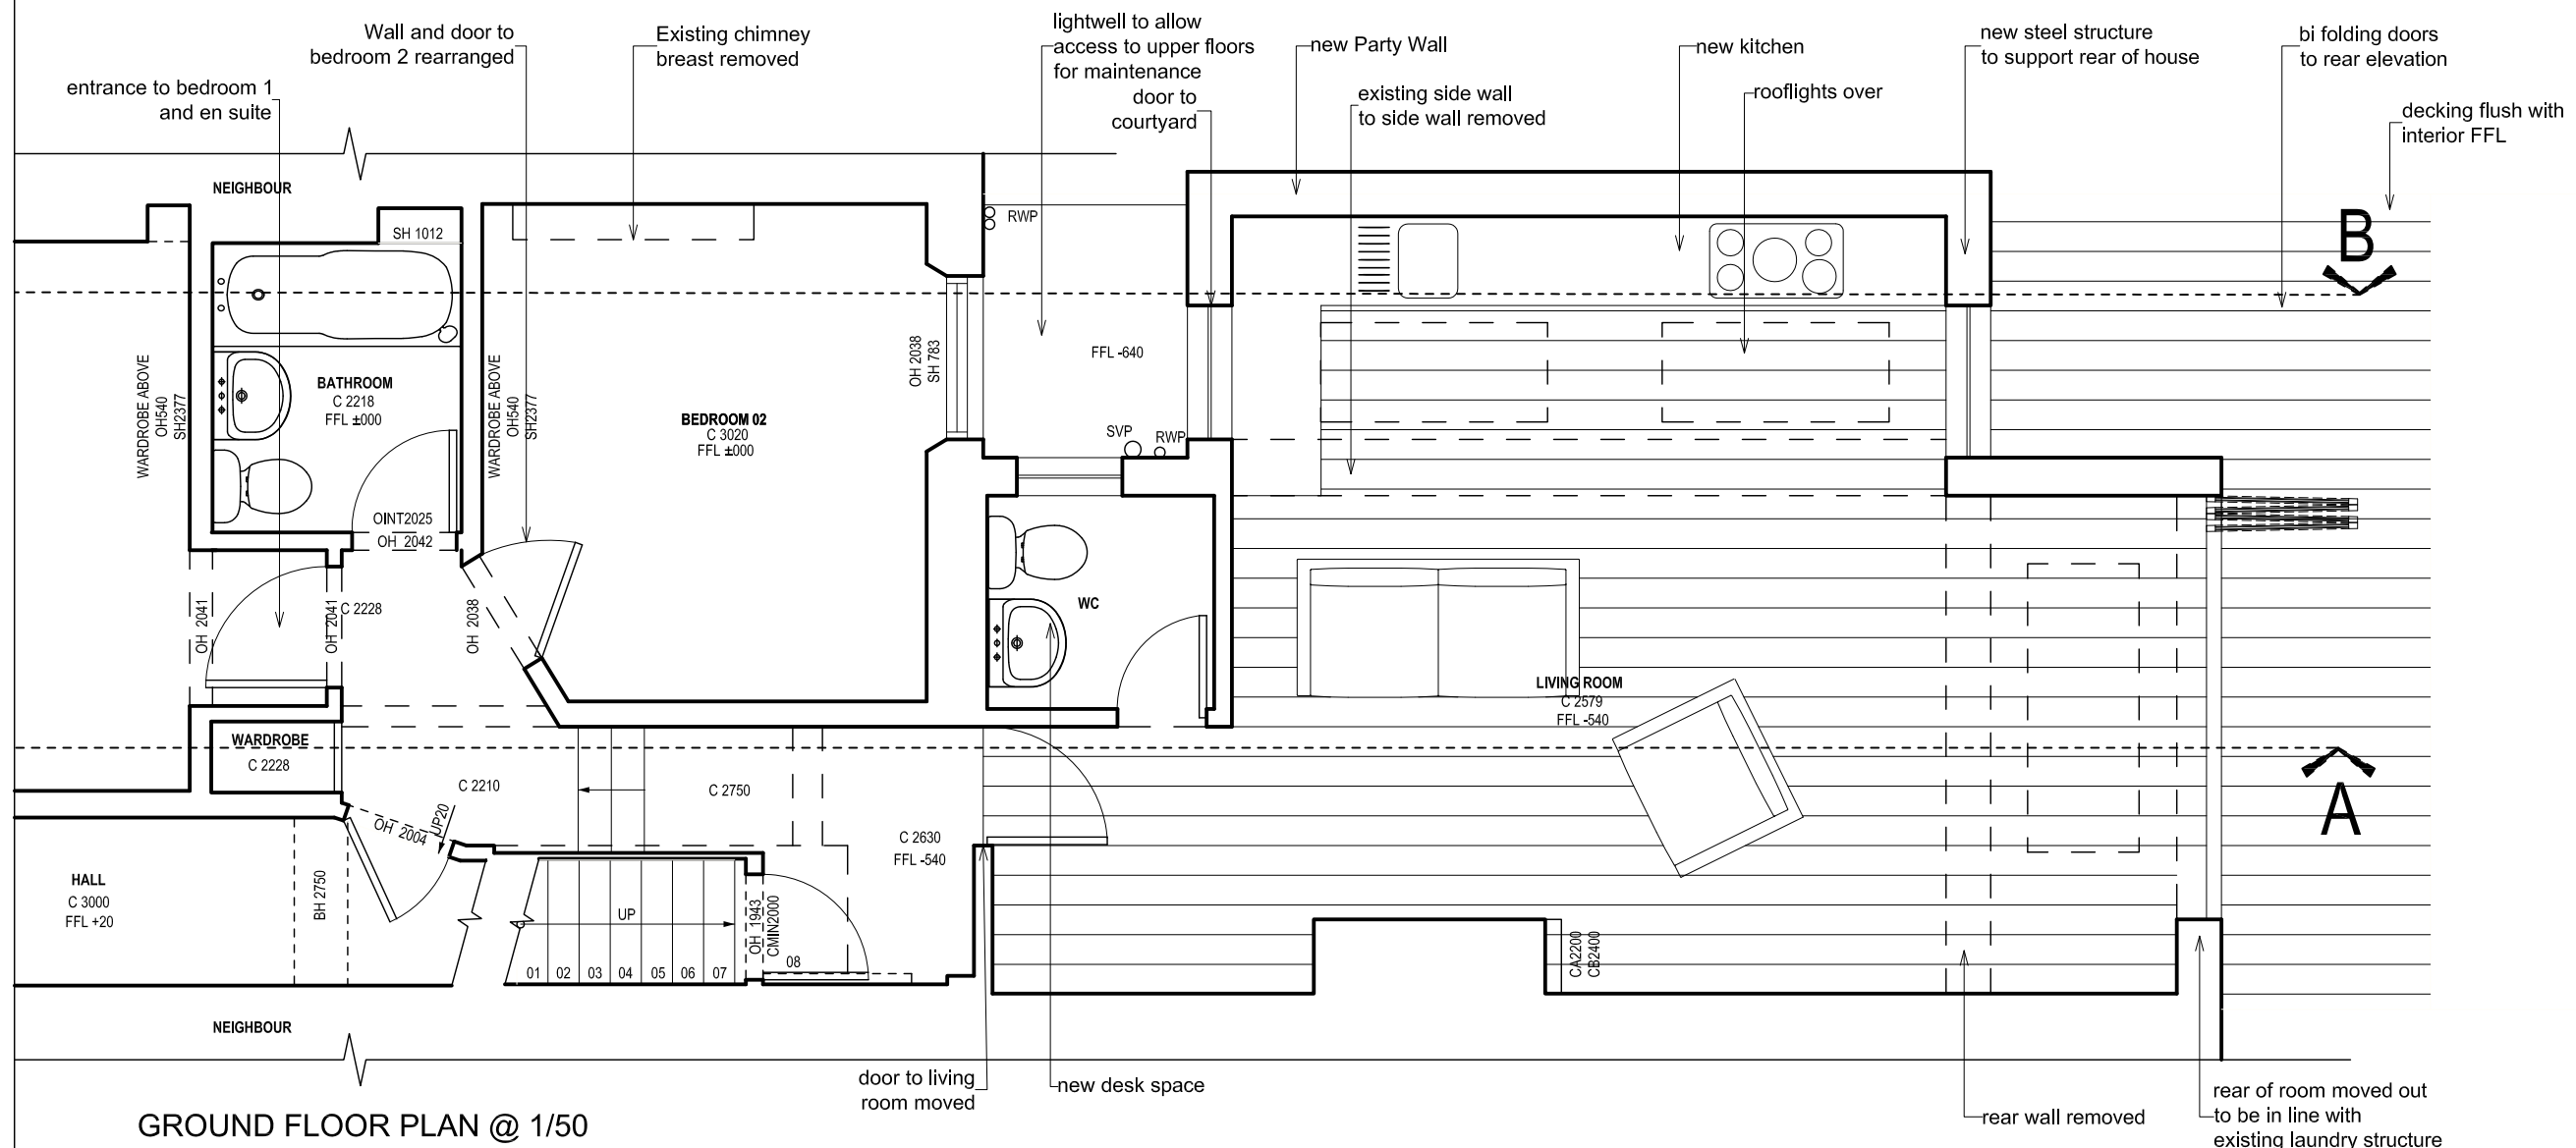 Wall and door to
bedroom 2 rearranged
Existing chimney
breast removed
lightwell to allow
access to upper floors
for maintenance
door to
courtyard
new Party Wall
existing side wall
to side wall removed
new kitchen
rooflights over
new steel structure
to support rear of house
bi folding doors
to rear elevation
decking flush with
interior FFL
entrance to bedroom 1
and en suite
NEIGHBOUR
SH 1012
RWP
B
WARDROBE ABOVE
OH540
SH2377
BATHROOM
C 2218
FFL ±000
WARDROBE ABOVE
OH540
SH2377
BEDROOM 02
C 3020
FFL ±000
OH 2038
SH 783
FFL -640
SVP
RWP
OINT2025
OH 2042
OH 2041
OH 2041
C 2228
OH 2038
WC
LIVING ROOM
C 2579
FFL -540
WARDROBE
C 2228
C 2210
C 2750
UP20
OH 2004
C 2630
FFL -540
A
HALL
C 3000
FFL +20
BH 2750
UP
01
02
03
04
05
06
07
08
OH 1943
CMIN2000
CA2200
CB2400
NEIGHBOUR
door to living
room moved
new desk space
rear wall removed
rear of room moved out
to be in line with
existing laundry structure
GROUND FLOOR PLAN @ 1/50